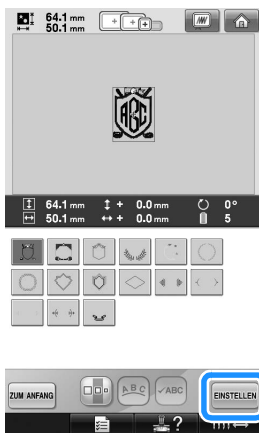 64.1 mm
50.1 mm
ABC
64.1 mm + 0.0 mm 0°
50.1 mm + 0.0 mm 5
ABC ✓ABC
ZUM ANFANG EINSTELLEN
?